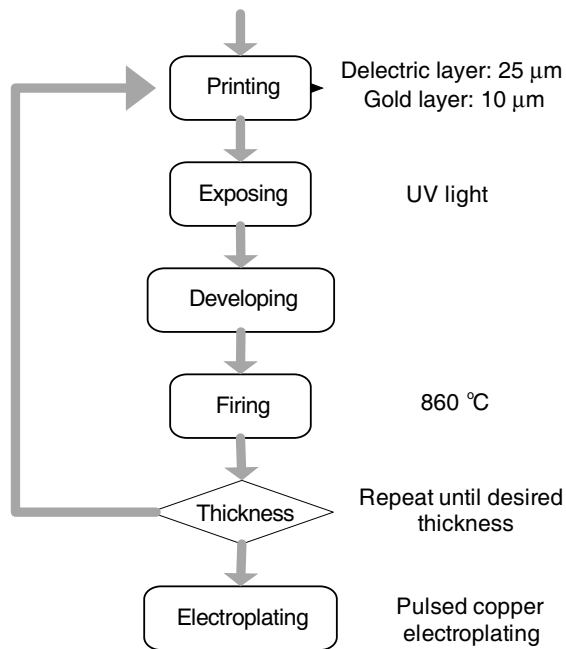 Printing
Delectric layer: 25 μm
Gold layer: 10 μm
Exposing
UV light
Developing
Firing
860 °C
Thickness
Repeat until desired
thickness
Electroplating
Pulsed copper
electroplating